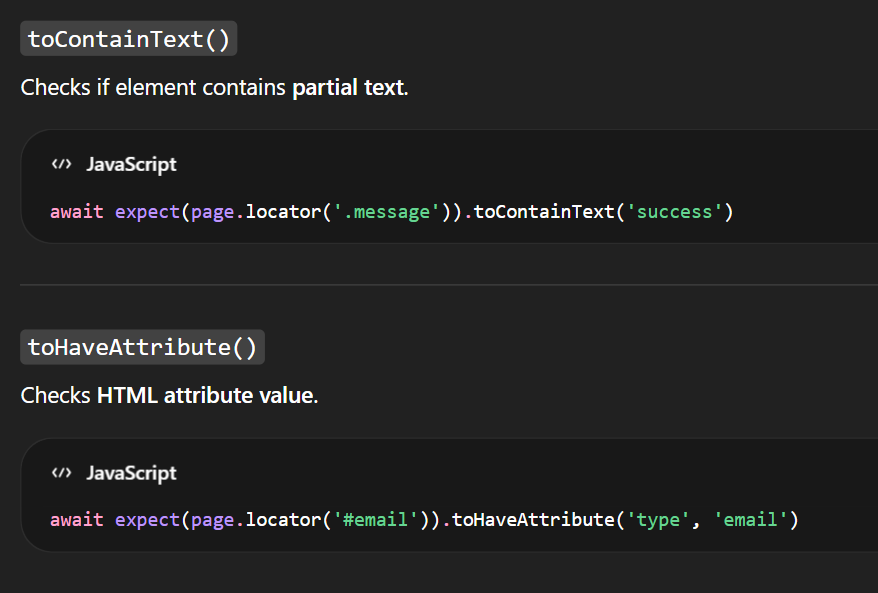 toContainText()
Checks if element contains partial text.
</> JavaScript
await expect(page.locator('.message')).toContainText('success')
toHaveAttribute()
Checks HTML attribute value.
</> JavaScript
await expect(page.locator('#email')).toHaveAttribute('type', 'email')